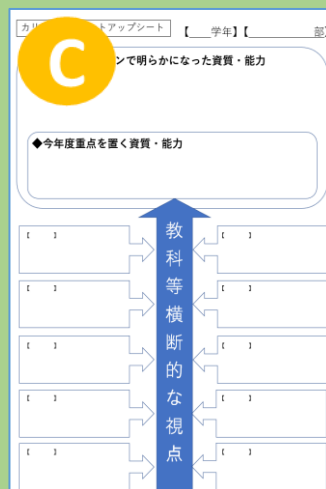 カリ
トアップシート
【 学年】【 部
C
ンで明らかになった資質・能力
◆今年度重点を置く資質・能力
教科等横断的な視点
【 】
【 】
【 】
【 】
【 】
【 】
【 】
【 】
【 】
【 】